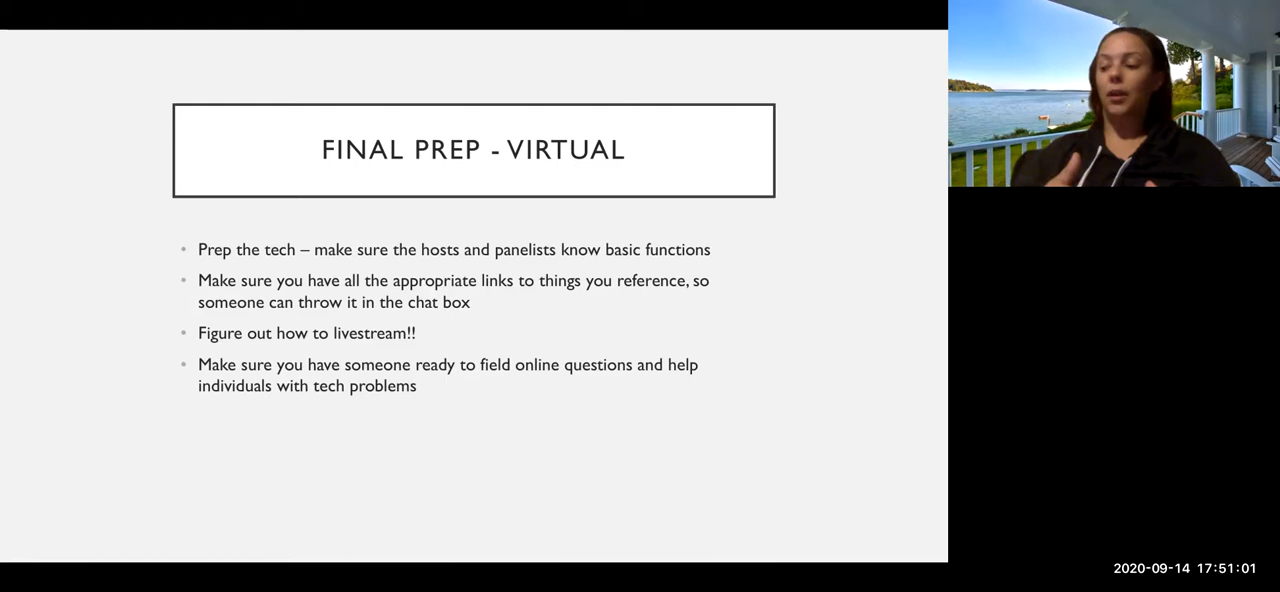 FINAL PREP - VIRTUAL
• Prep the tech – make sure the hosts and panelists know basic functions
• Make sure you have all the appropriate links to things you reference, so
someone can throw it in the chat box
• Figure out how to livestream!!
• Make sure you have someone ready to field online questions and help
individuals with tech problems
2020-09-14 17:51:01